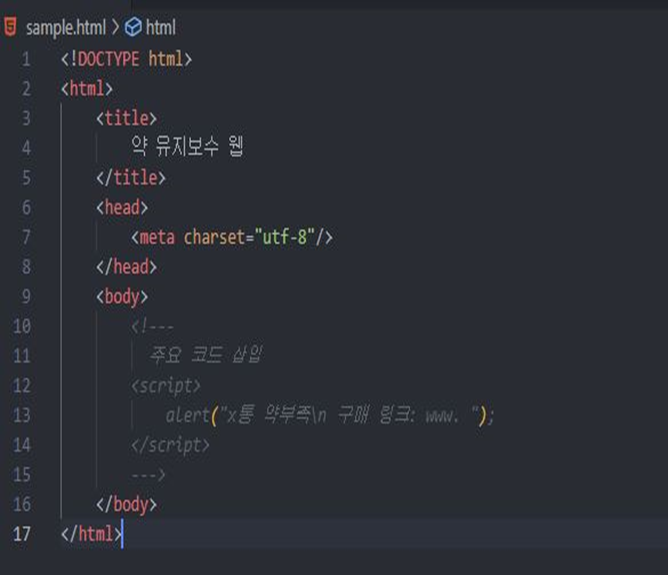 sample.html > html
1 <!DOCTYPE html>
2 <html>
3 <title>
4 약 유지보수 웹
5 </title>
6 <head>
7 <meta charset="utf-8"/>
8 </head>
9 <body>
10 <!---
11 주요 코드 삽입
12 <script>
13 alert("x통 약부족\n 구매 링크: www. ");
14 </script>
15 --->
16 </body>
17 </html>